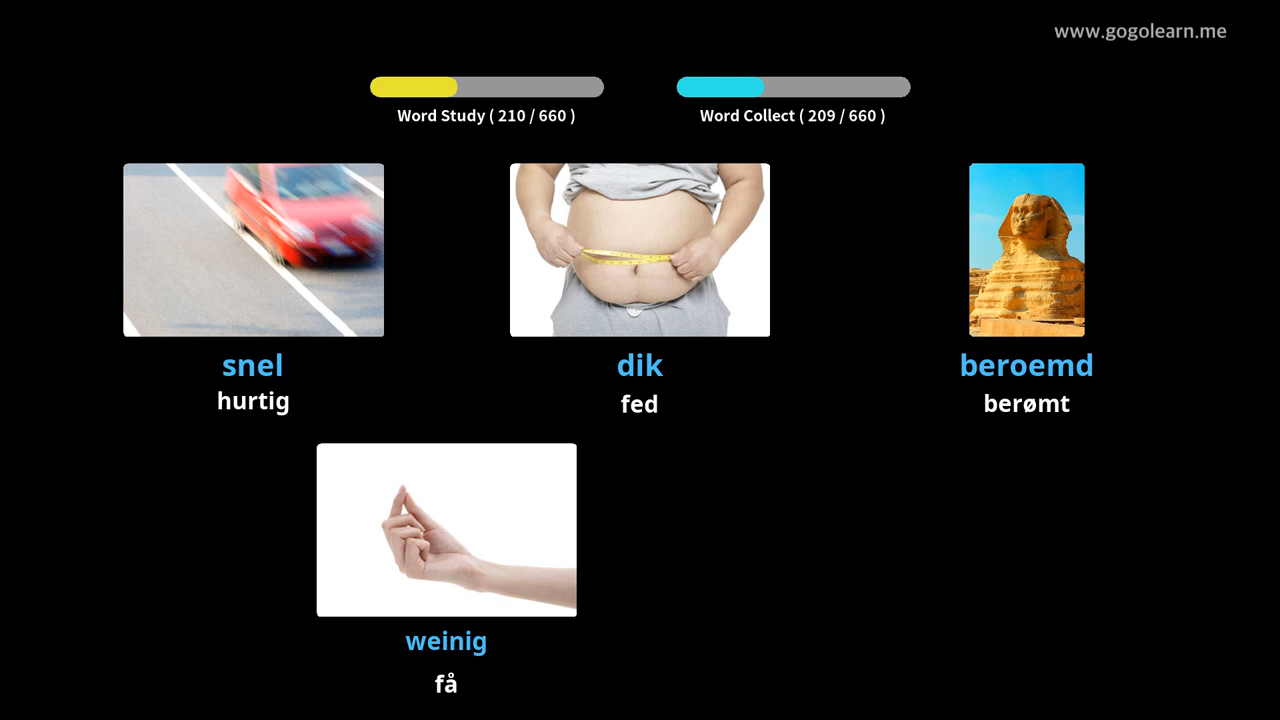 www.gogolearn.me
Word Study ( 210 / 660 )
Word Collect ( 209 / 660 )
snel
hurtig
dik
fed
beroemd
berømt
weinig
få